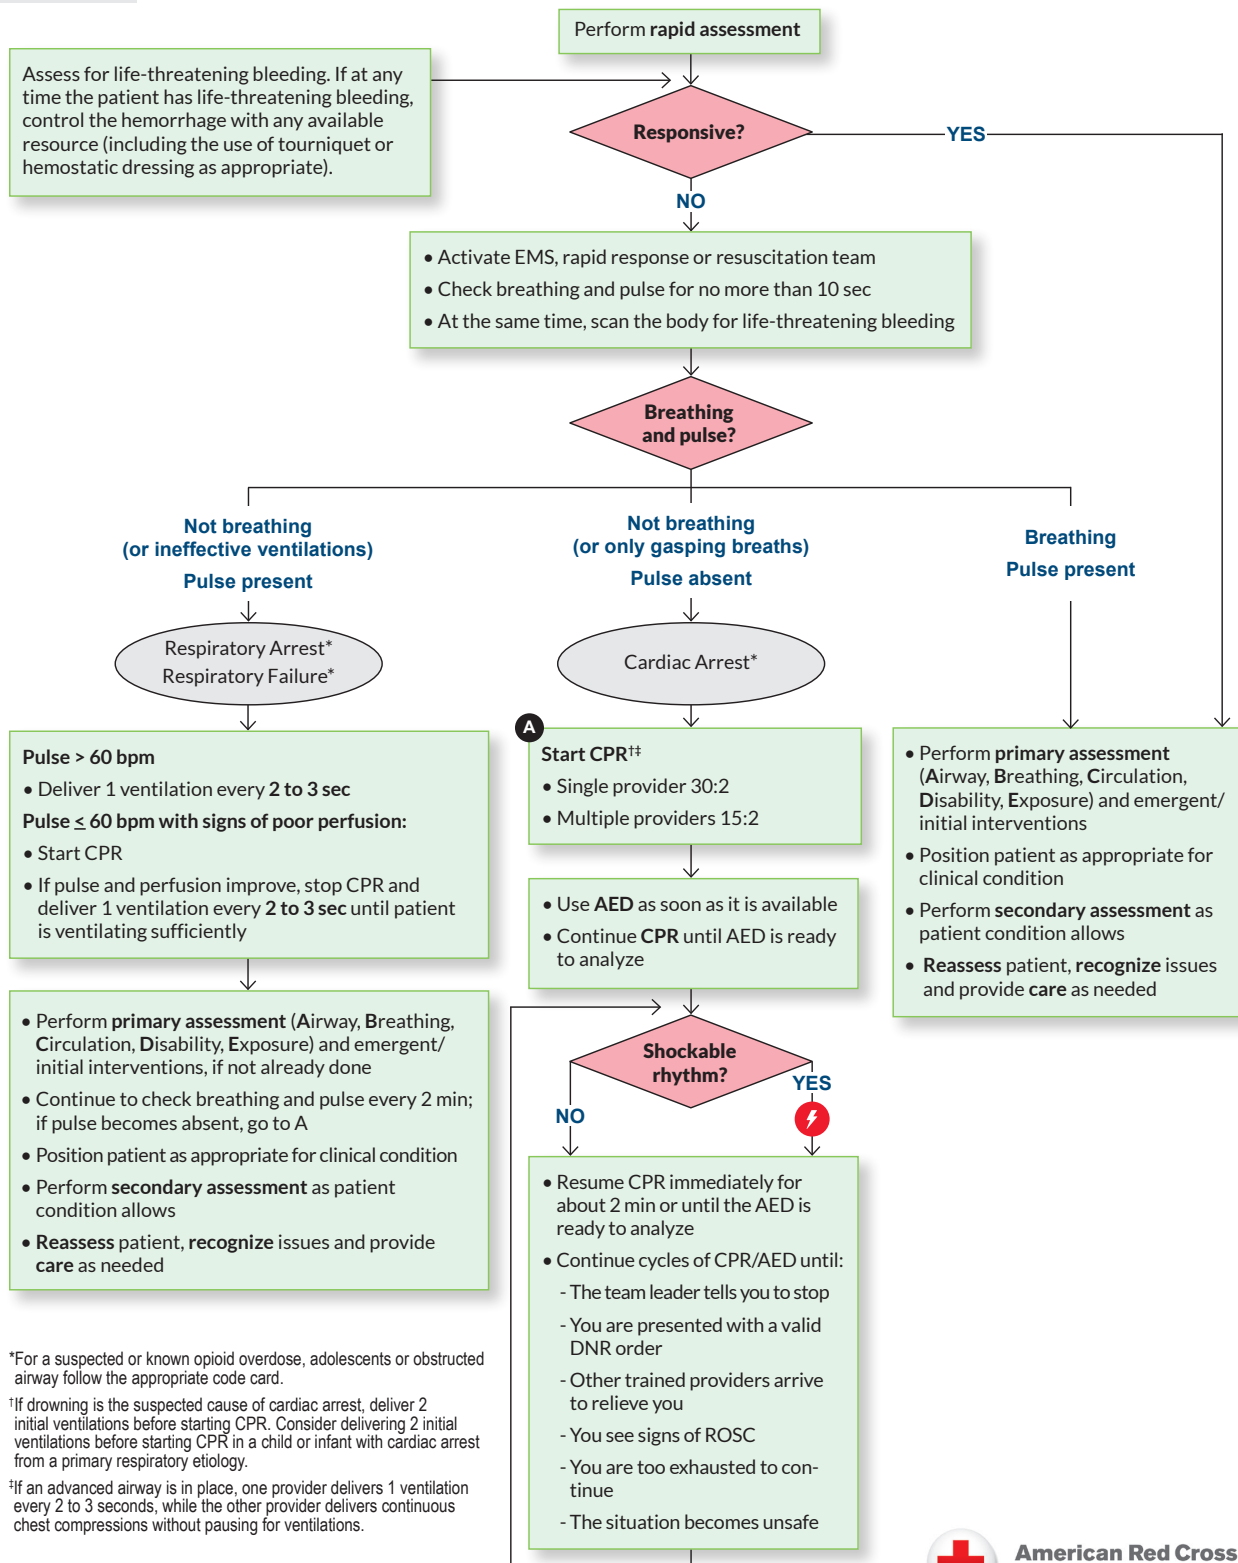 Perform rapid assessment
Assess for life-threatening bleeding. If at any
time the patient has life-threatening bleeding,
control the hemorrhage with any available
resource (including the use of tourniquet or
hemostatic dressing as appropriate).
Responsive?
YES
NO
• Activate EMS, rapid response or resuscitation team
• Check breathing and pulse for no more than 10 sec
• At the same time, scan the body for life-threatening bleeding
Breathing
and pulse?
Not breathing
(or ineffective ventilations)
Pulse present
Not breathing
(or only gasping breaths)
Pulse absent
Breathing
Pulse present
Respiratory Arrest*
Respiratory Failure*
Cardiac Arrest*
Pulse > 60 bpm
• Deliver 1 ventilation every 2 to 3 sec
Pulse ≤ 60 bpm with signs of poor perfusion:
• Start CPR
• If pulse and perfusion improve, stop CPR and
deliver 1 ventilation every 2 to 3 sec until patient
is ventilating sufficiently
A
Start CPR†‡
• Single provider 30:2
• Multiple providers 15:2
• Perform primary assessment
(Airway, Breathing, Circulation,
Disability, Exposure) and emergent/
initial interventions
• Position patient as appropriate for
clinical condition
• Perform secondary assessment as
patient condition allows
• Reassess patient, recognize issues
and provide care as needed
• Use AED as soon as it is available
• Continue CPR until AED is ready
to analyze
• Perform primary assessment (Airway, Breathing,
Circulation, Disability, Exposure) and emergent/
initial interventions, if not already done
• Continue to check breathing and pulse every 2 min;
if pulse becomes absent, go to A
• Position patient as appropriate for clinical condition
• Perform secondary assessment as patient
condition allows
• Reassess patient, recognize issues and provide
care as needed
Shockable
rhythm?
NO
YES
• Resume CPR immediately for
about 2 min or until the AED is
ready to analyze
• Continue cycles of CPR/AED until:
- The team leader tells you to stop
- You are presented with a valid
DNR order
- Other trained providers arrive
to relieve you
- You see signs of ROSC
- You are too exhausted to con-
tinue
- The situation becomes unsafe
*For a suspected or known opioid overdose, adolescents or obstructed
airway follow the appropriate code card.
†If drowning is the suspected cause of cardiac arrest, deliver 2
initial ventilations before starting CPR. Consider delivering 2 initial
ventilations before starting CPR in a child or infant with cardiac arrest
from a primary respiratory etiology.
‡If an advanced airway is in place, one provider delivers 1 ventilation
every 2 to 3 seconds, while the other provider delivers continuous
chest compressions without pausing for ventilations.
American Red Cross